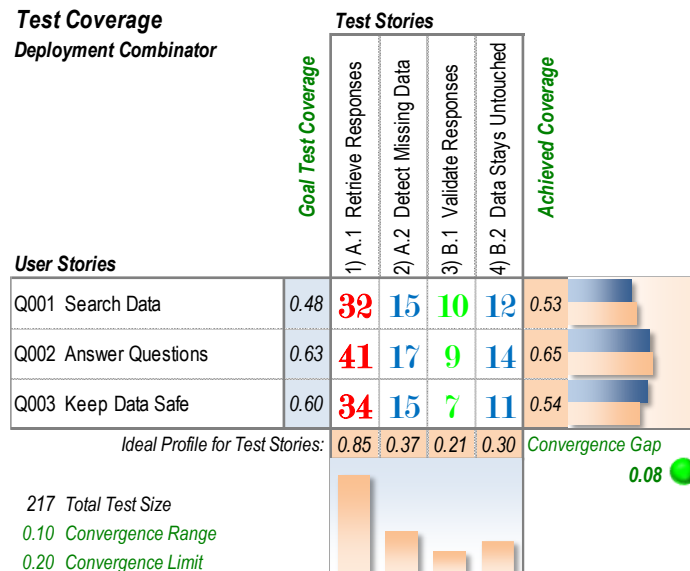 Test Coverage
Deployment Combinator
Test Stories
Goal Test Coverage
1) A.1 Retrieve Responses
2) A.2 Detect Missing Data
3) B.1 Validate Responses
4) B.2 Data Stays Untouched
Achieved Coverage
User Stories
Q001 Search Data 0.48 32 15 10 12 0.53
Q002 Answer Questions 0.63 41 17 9 14 0.65
Q003 Keep Data Safe 0.60 34 15 7 11 0.54
Ideal Profile for Test Stories: 0.85 0.37 0.21 0.30 Convergence Gap
0.08
217 Total Test Size
0.10 Convergence Range
0.20 Convergence Limit